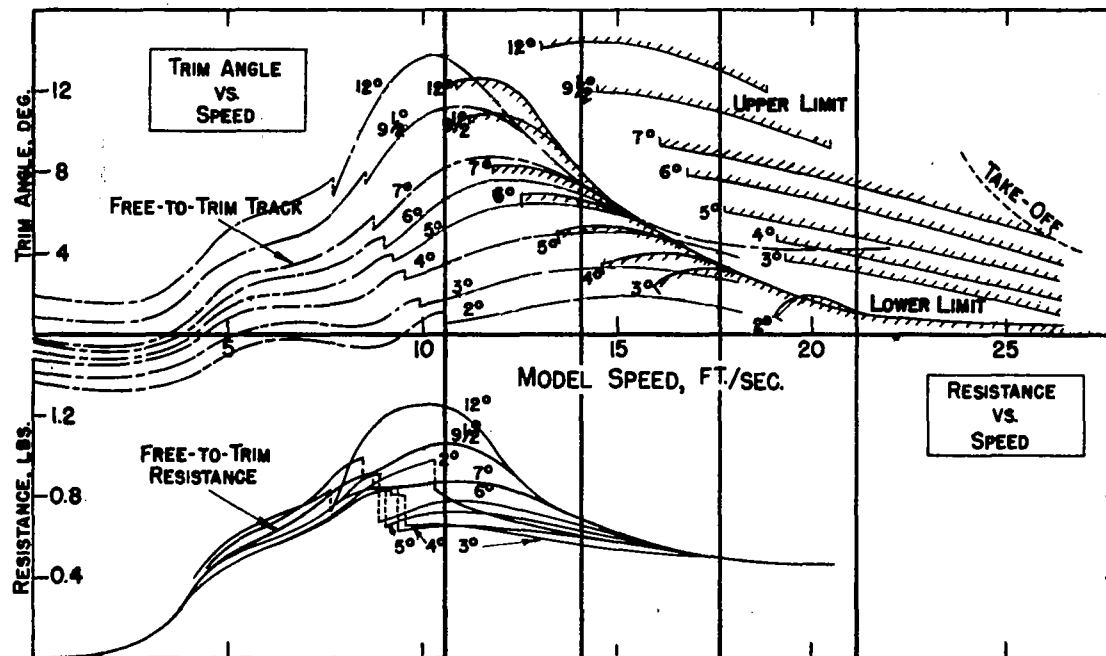 TRIM ANGLE
VS.
SPEED
TRIM ANGLE, DEG.
12
8
4
FREE-TO-TRIM TRACK
12°
9½°
7°
6°
5°
4°
3°
2°
12°
9½°
7°
6°
5°
4°
3°
2°
12°
9½°
7°
6°
5°
4°
3°
UPPER LIMIT
TAKE-OFF
LOWER LIMIT
5
10
15
20
25
MODEL SPEED, FT./SEC.
RESISTANCE
VS.
SPEED
RESISTANCE, LBS.
1.2
0.8
0.4
FREE-TO-TRIM
RESISTANCE
12°
9½°
2°
7°
6°
5°
4°
3°